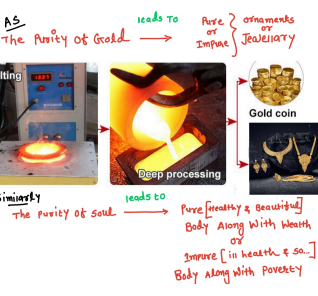 AS
The Purity of Gold leads To Pure or Impure ornaments or Jewellary
lting
1337
Deep processing
Gold coin
Similarly
The Purity of Soul leads to Pure [Healthy & Beautiful]
Body Along With Wealth
or
Impure [ill health & so..]
Body Along With Poverty